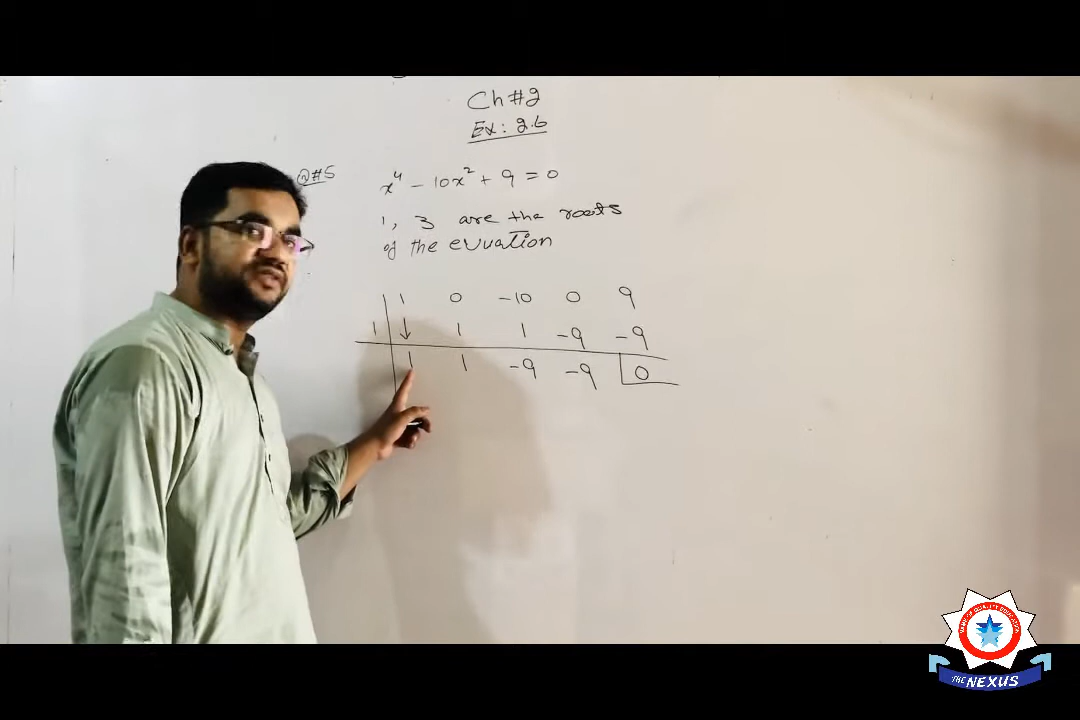 Ch#2
Ex: 2.6
Q#5
x⁴ - 10x² + 9 = 0
1, 3 are the roots
of the equation
1 0 -10 0 9
1 ↓ 1 1 -9 -9
1 1 -9 -9 0
THE NEXUS